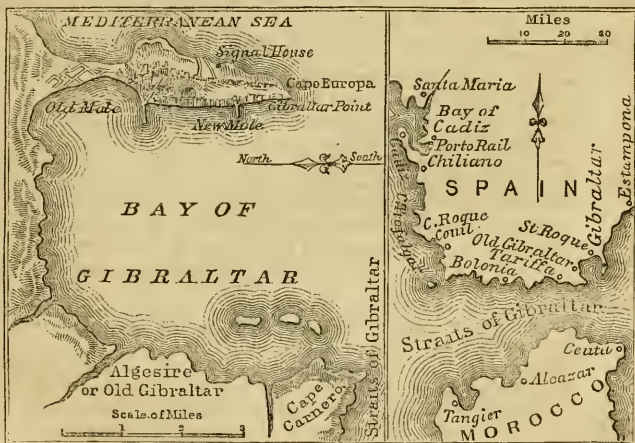 MEDITERRANEAN SEA
Signal House
Capo Europa
Old Mole
Gibraltar Point
New Mole
North
South
BAY OF
GIBRALTAR
Straits of Gibraltar
Algesire
or Old Gibraltar
Cape
Carnero
Scale of Miles
1 2 3
Miles
10 20 30
Santa Maria
Bay of
Cadiz
Porto Rail
Chiliano
SPAIN
Gibraltar
Estampona
C. Roque
Conil
St. Roque
Old Gibraltar
Tariffa
Bolonia
Straits of Gibraltar
Ceuta
Alcazar
Tangier
MOROCCO